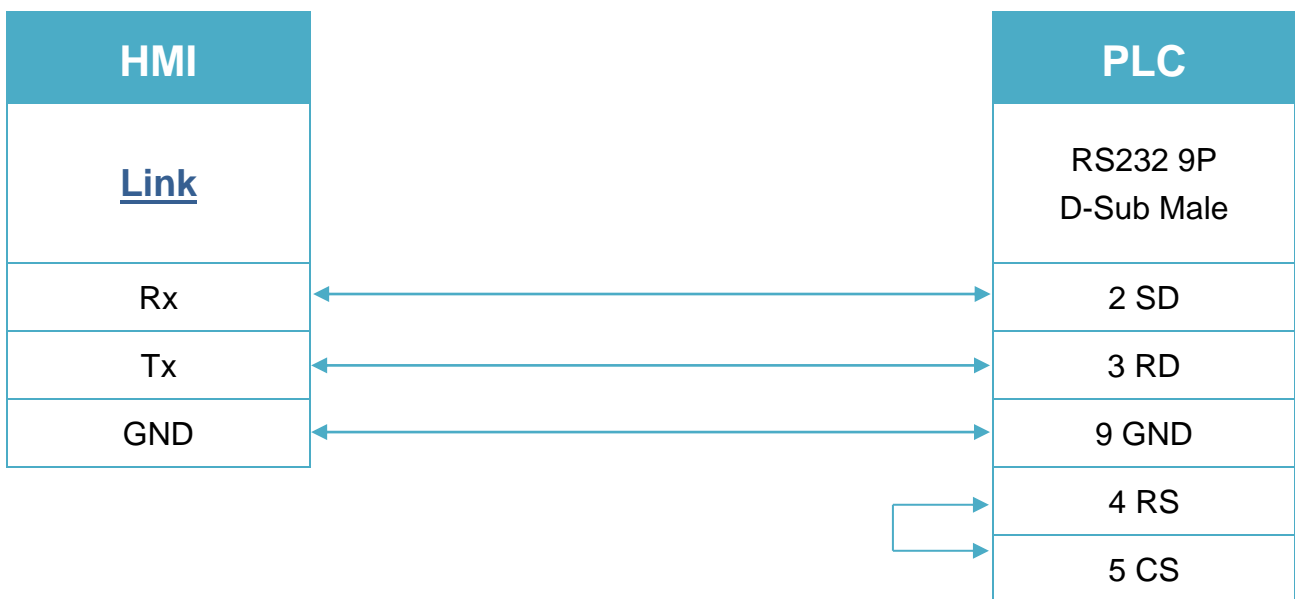 HMI
PLC
Link
RS232 9P
D-Sub Male
Rx
2 SD
Tx
3 RD
GND
9 GND
4 RS
5 CS